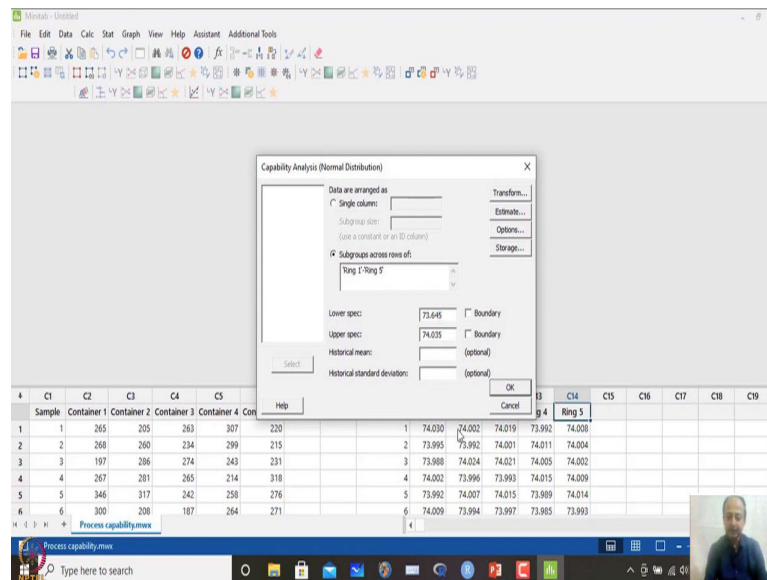 Minitab - Untitled
File Edit Data Calc Stat Graph View Help Assistant Additional Tools
Capability Analysis (Normal Distribution)
Data are arranged as
Single column:
Subgroup size:
(use a constant or an ID column)
Subgroups across rows of:
'Ring 1'-'Ring 5'
Transform...
Estimate...
Options...
Storage...
Lower spec: 73.645 Boundary
Upper spec: 74.035 Boundary
Historical mean: (optional)
Historical standard deviation: (optional)
Select
OK
Help
Cancel
C1 C2 C3 C4 C5 C14 C15 C16 C17 C18 C19
Sample Container 1 Container 2 Container 3 Container 4 Con g 4 Ring 5
1 1 265 205 263 307 220 1 74.030 74.002 74.019 73.992 74.008
2 2 268 260 234 299 215 2 73.995 73.992 74.001 74.011 74.004
3 3 197 286 274 243 231 3 73.988 74.024 74.021 74.005 74.002
4 4 267 281 265 214 318 4 74.002 73.996 73.993 74.015 74.009
5 5 346 317 242 258 276 5 73.992 74.007 74.015 73.989 74.014
6 6 300 208 187 264 271 6 74.009 73.994 73.997 73.985 73.993
Process capability.mwx
Process capability.mwx
Type here to search
NPTEL